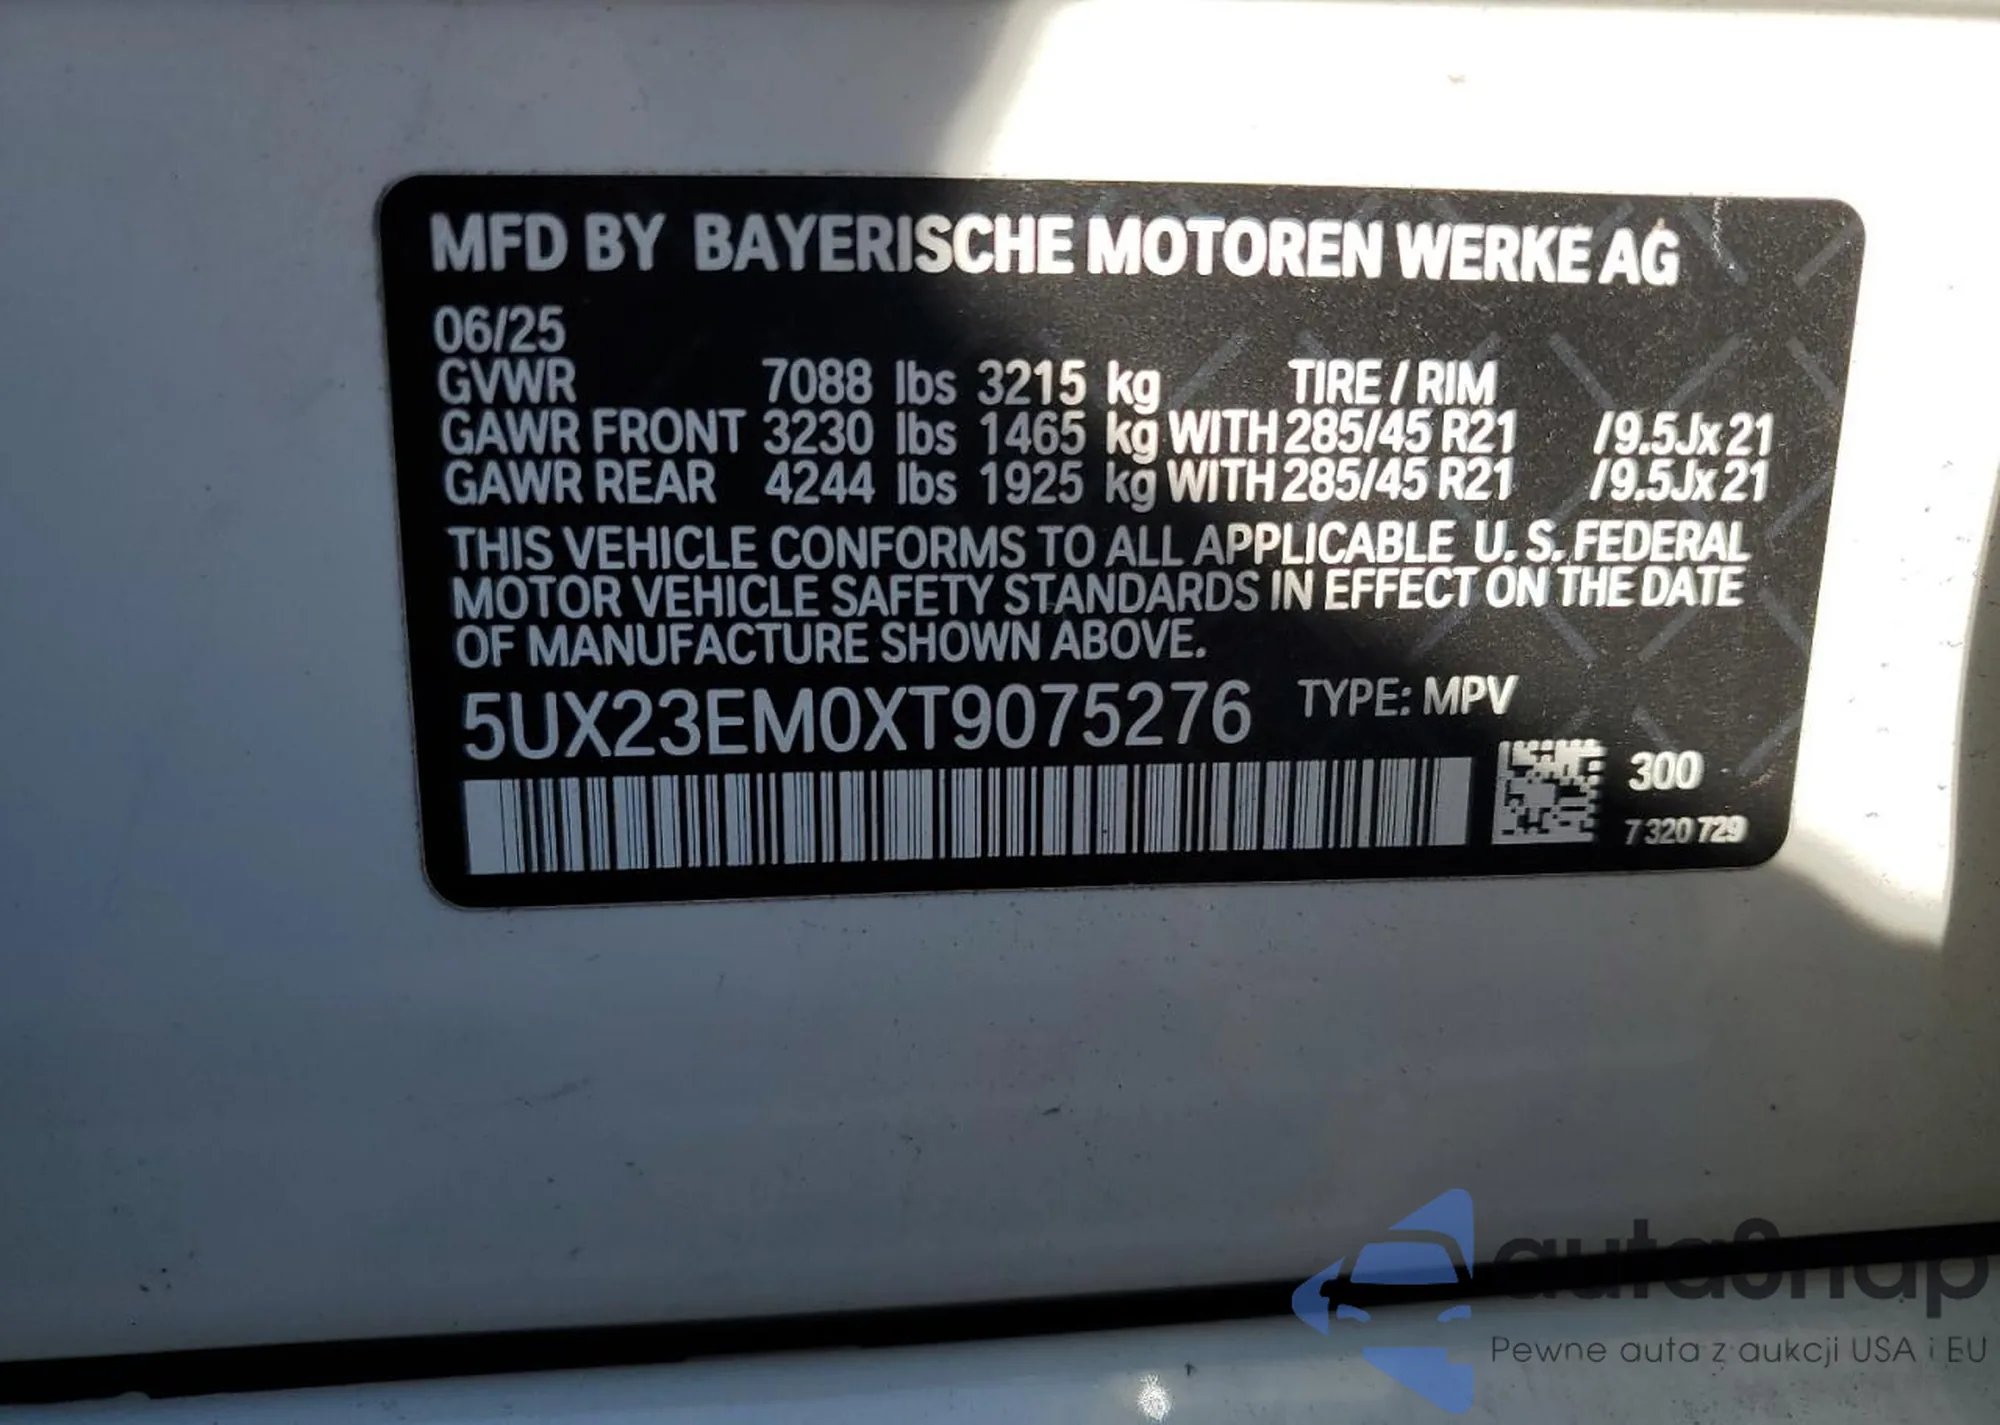 MFD BY BAYERISCHE MOTOREN WERKE AG
06/25
GVWR 7088 lbs 3215 kg TIRE / RIM
GAWR FRONT 3230 lbs 1465 kg WITH 285/45 R21 /9.5Jx21
GAWR REAR 4244 lbs 1925 kg WITH 285/45 R21 /9.5Jx21
THIS VEHICLE CONFORMS TO ALL APPLICABLE U.S. FEDERAL
MOTOR VEHICLE SAFETY STANDARDS IN EFFECT ON THE DATE
OF MANUFACTURE SHOWN ABOVE.
5UX23EM0XT9075276 TYPE: MPV
300
7 320 729
autaSnap
Pewne auta z aukcji USA i EU